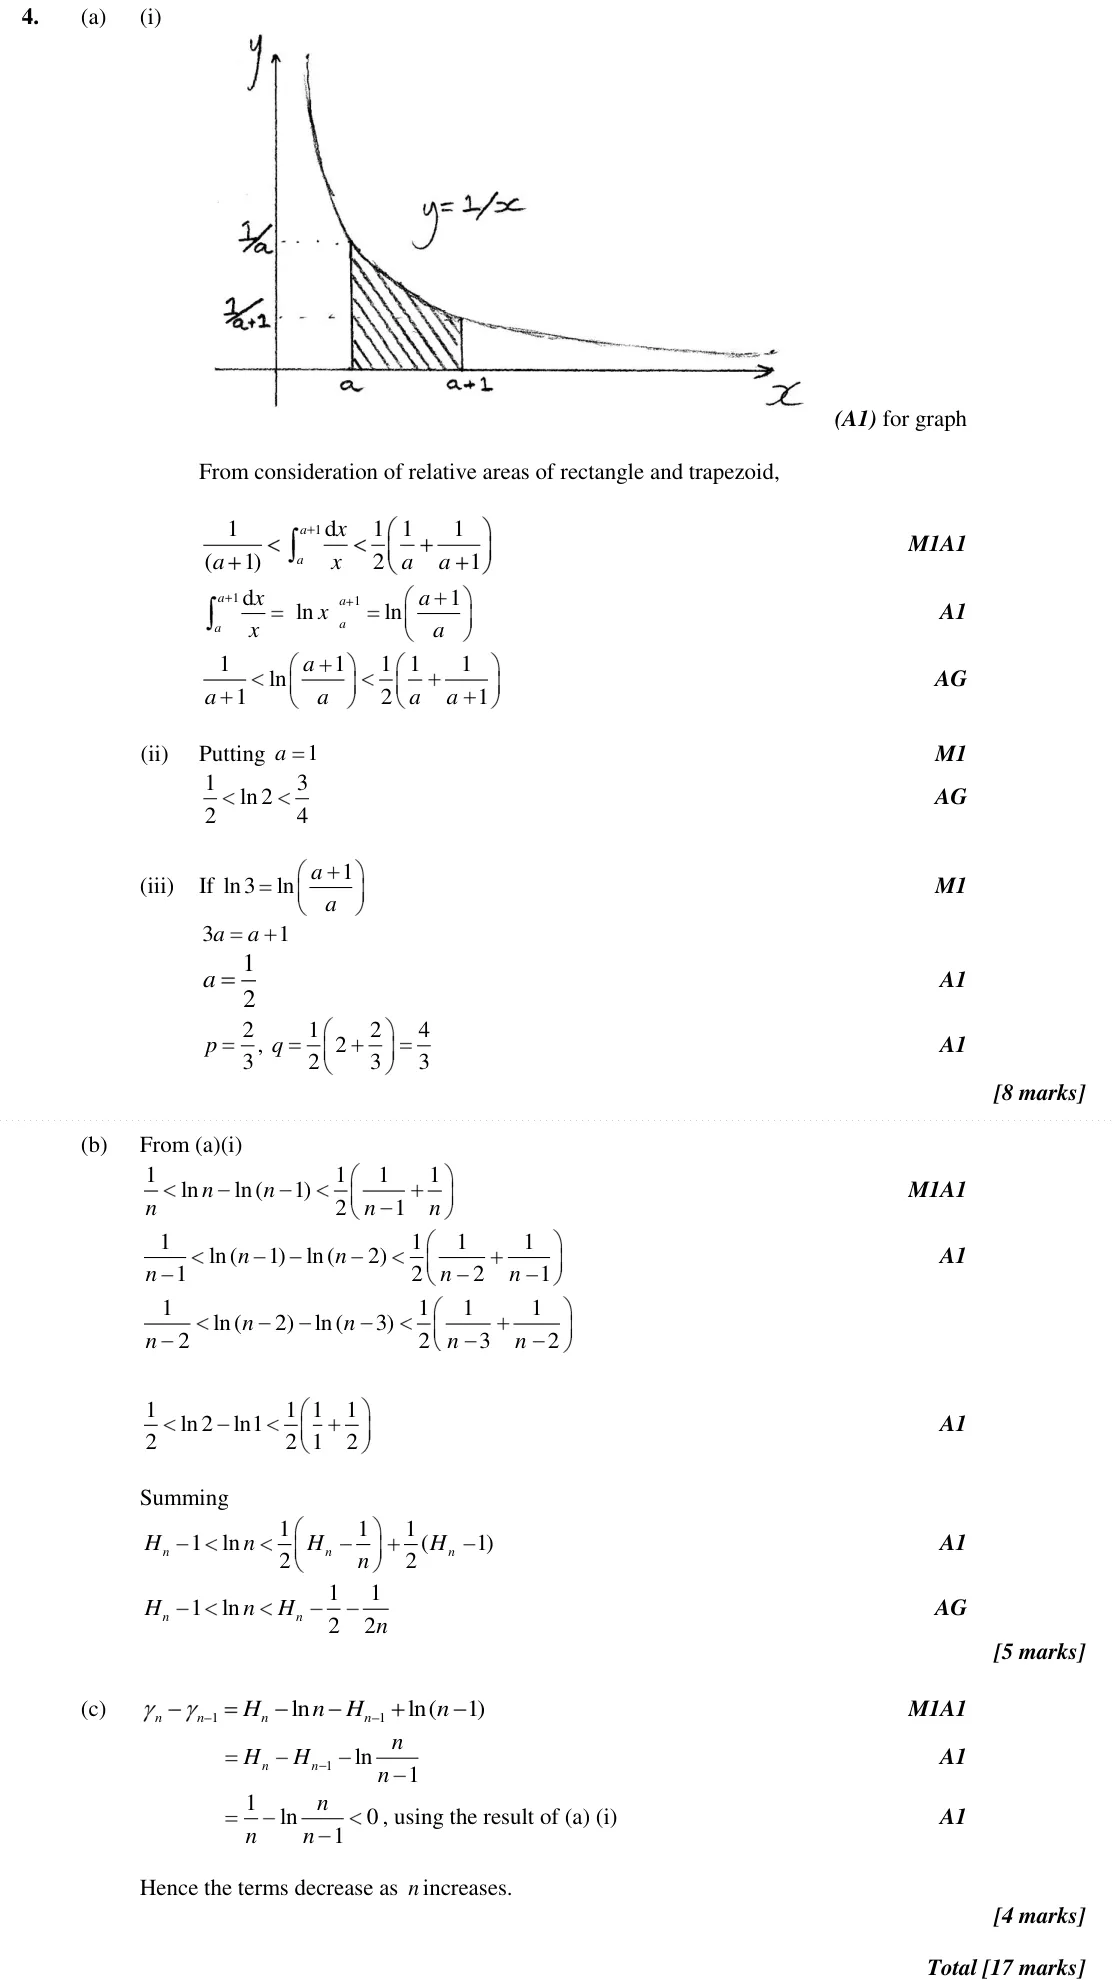 4. (a) (i)
y
y = 1/x
1/a
1/a+1
a a+1
x
(A1) for graph
From consideration of relative areas of rectangle and trapezoid,
1/(a+1) < ∫_a^{a+1} dx/x < 1/2 (1/a + 1/(a+1)) M1A1
∫_a^{a+1} dx/x = ln x _a^{a+1} = ln((a+1)/a) A1
1/(a+1) < ln((a+1)/a) < 1/2 (1/a + 1/(a+1)) AG
(ii) Putting a = 1 M1
1/2 < ln 2 < 3/4 AG
(iii) If ln 3 = ln((a+1)/a) M1
3a = a + 1
a = 1/2 A1
p = 2/3, q = 1/2 (2 + 2/3) = 4/3 A1
[8 marks]
(b) From (a)(i)
1/n < ln n − ln(n−1) < 1/2 (1/(n−1) + 1/n) M1A1
1/(n−1) < ln(n−1) − ln(n−2) < 1/2 (1/(n−2) + 1/(n−1)) A1
1/(n−2) < ln(n−2) − ln(n−3) < 1/2 (1/(n−3) + 1/(n−2))
1/2 < ln 2 − ln 1 < 1/2 (1/1 + 1/2) A1
Summing
H_n − 1 < ln n < 1/2 (H_n − 1/n) + 1/2 (H_n − 1) A1
H_n − 1 < ln n < H_n − 1/2 − 1/2n AG
[5 marks]
(c) γ_n − γ_{n−1} = H_n − ln n − H_{n−1} + ln(n−1) M1A1
= H_n − H_{n−1} − ln n/(n−1) A1
= 1/n − ln n/(n−1) < 0, using the result of (a) (i) A1
Hence the terms decrease as n increases.
[4 marks]
Total [17 marks]